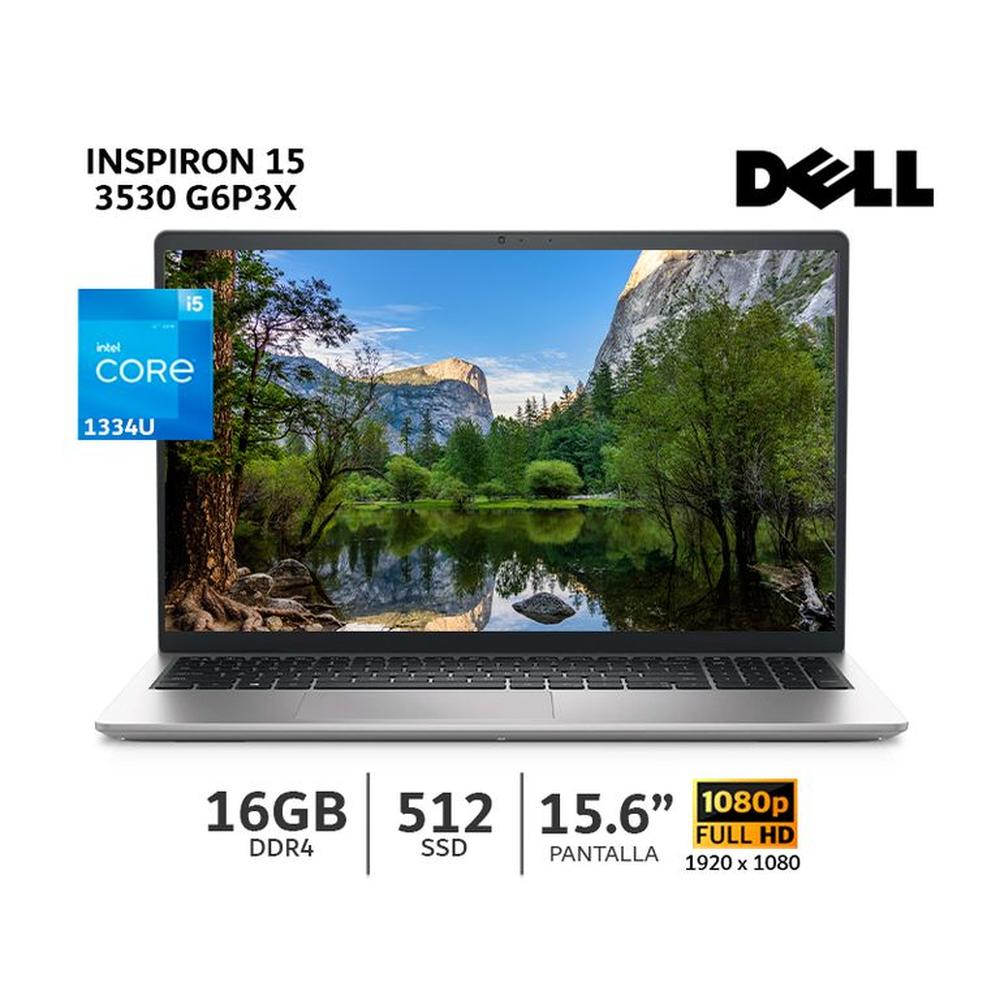 INSPIRON 15
3530 G6P3X
DELL
i5
intel
CORE
1334U
16GB
DDR4
512
SSD
15.6”
PANTALLA
1080p
FULL HD
1920 x 1080